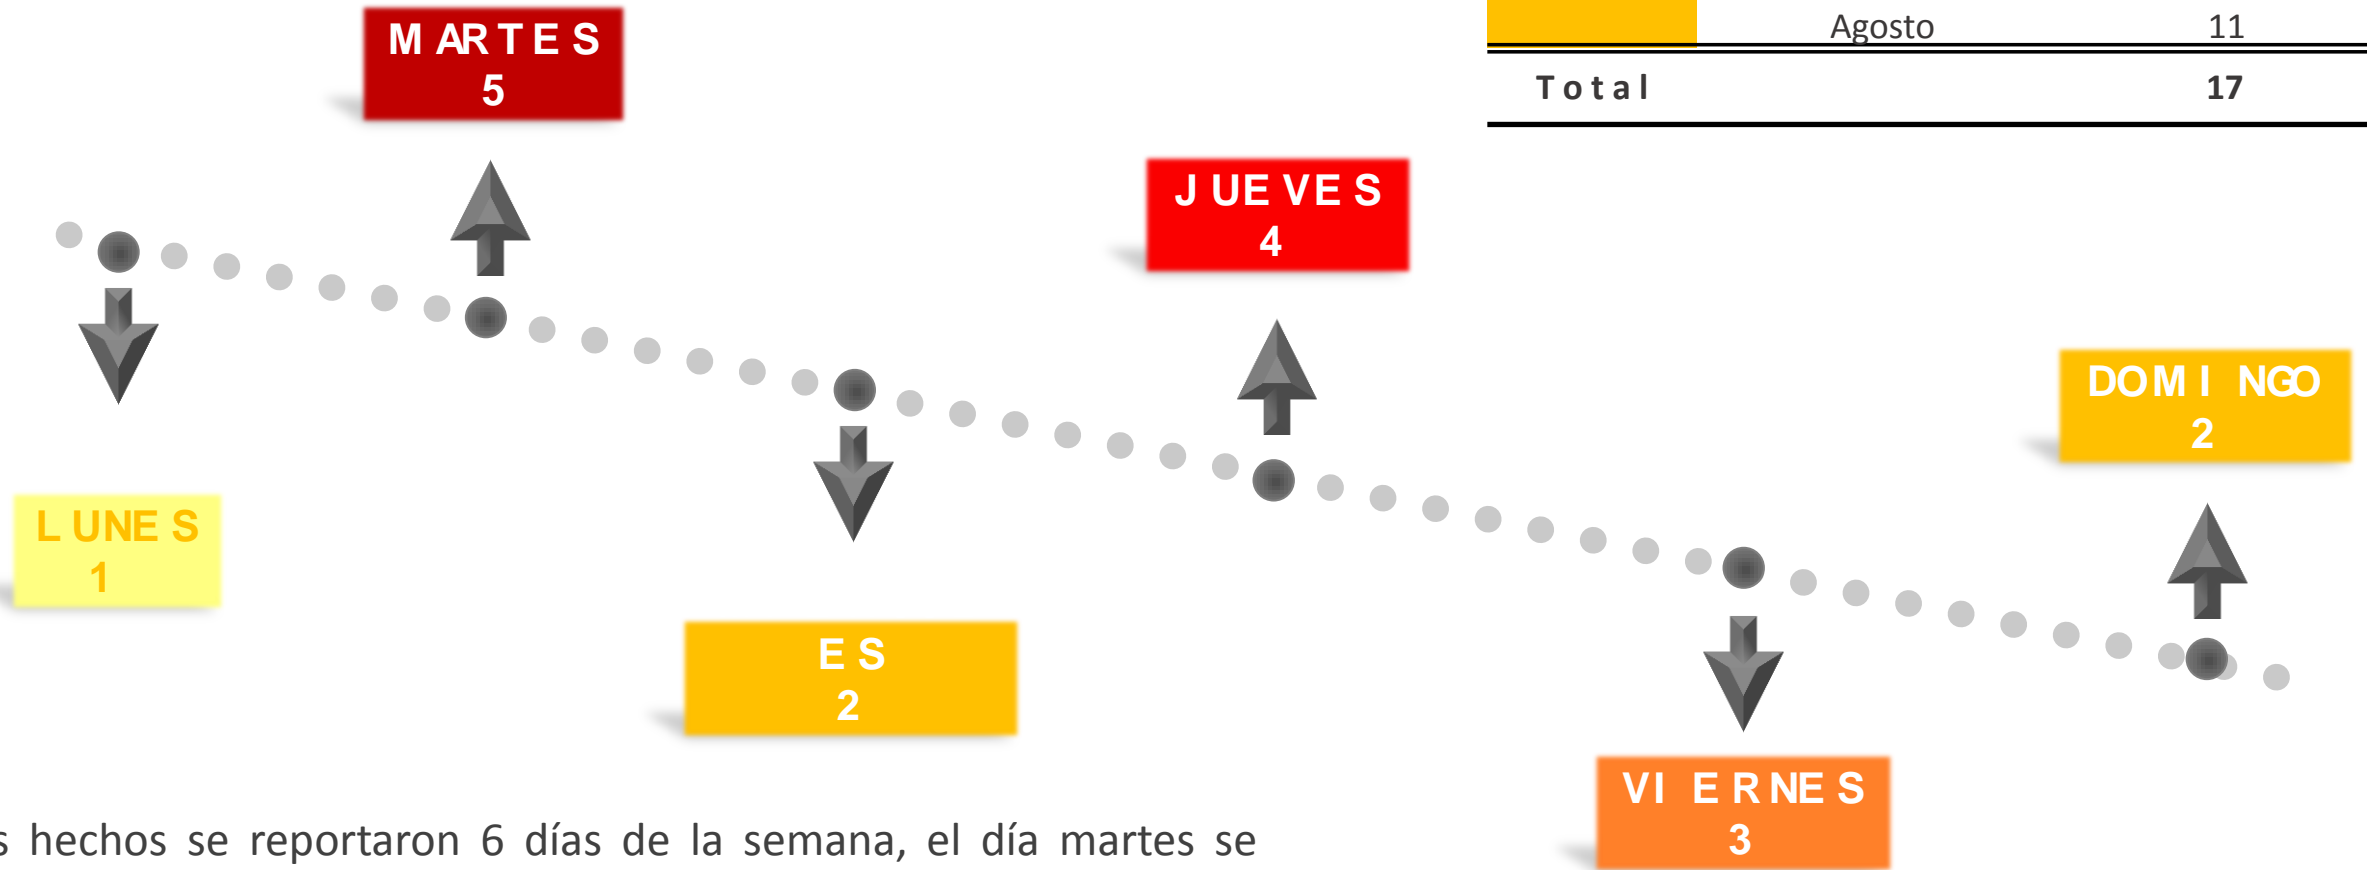 MARTES
5
Agosto 11
Total 17
JUEVES
4
DOMINGO
2
LUNES
1
ES
2
VIERNES
3
hechos se reportaron 6 días de la semana, el día martes se